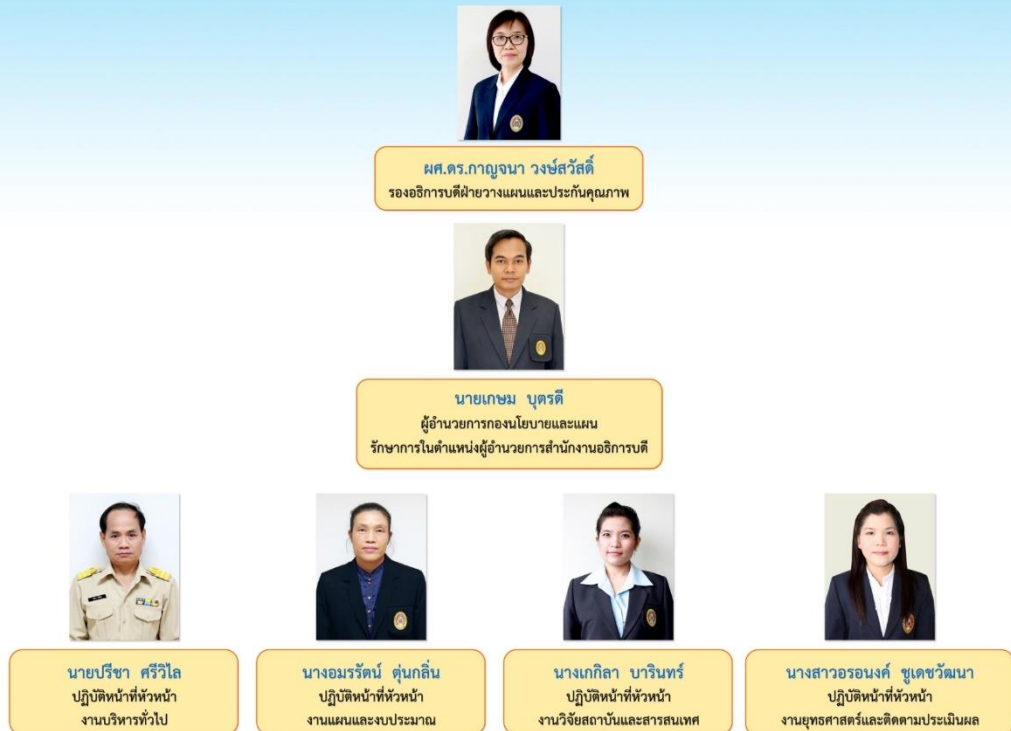 ผศ.ดร.กาญจนา วงษ์สวัสดิ์
รองอธิการบดีฝ่ายวางแผนและประกันคุณภาพ
นายเกษม บุตรดี
ผู้อำนวยการกองนโยบายและแผน
รักษาการในตำแหน่งผู้อำนวยการสำนักงานอธิการบดี
นายปรีชา ศรีวิไล
ปฏิบัติหน้าที่หัวหน้า
งานบริหารทั่วไป
นางอมรรัตน์ ตุ่นกลิ่น
ปฏิบัติหน้าที่หัวหน้า
งานแผนและงบประมาณ
นางเกกิลา บารินทร์
ปฏิบัติหน้าที่หัวหน้า
งานวิจัยสถาบันและสารสนเทศ
นางสาวอรอนงค์ ชูเดชวัฒนา
ปฏิบัติหน้าที่หัวหน้า
งานยุทธศาสตร์และติดตามประเมินผล